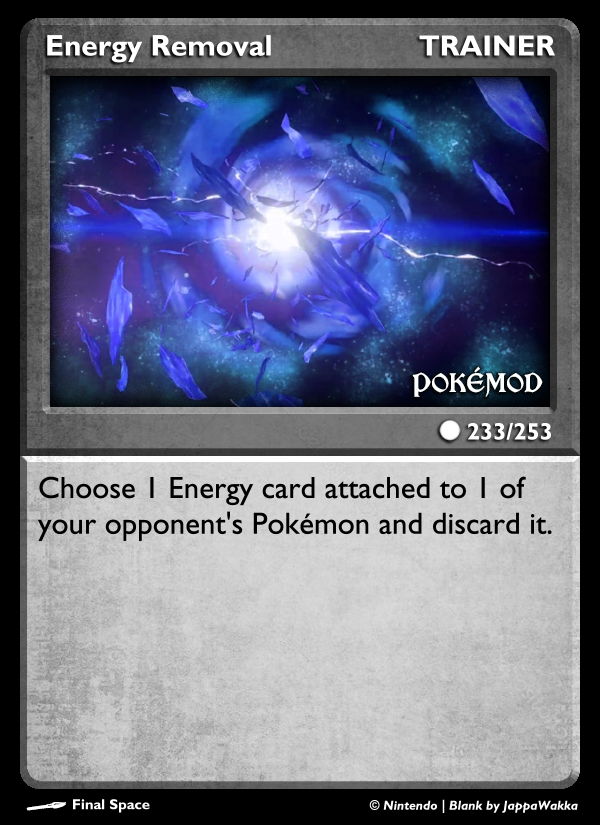 Energy Removal TRAINER
POKÉMOD
233/253
Choose 1 Energy card attached to 1 of
your opponent's Pokémon and discard it.
Final Space © Nintendo | Blank by JappaWakka